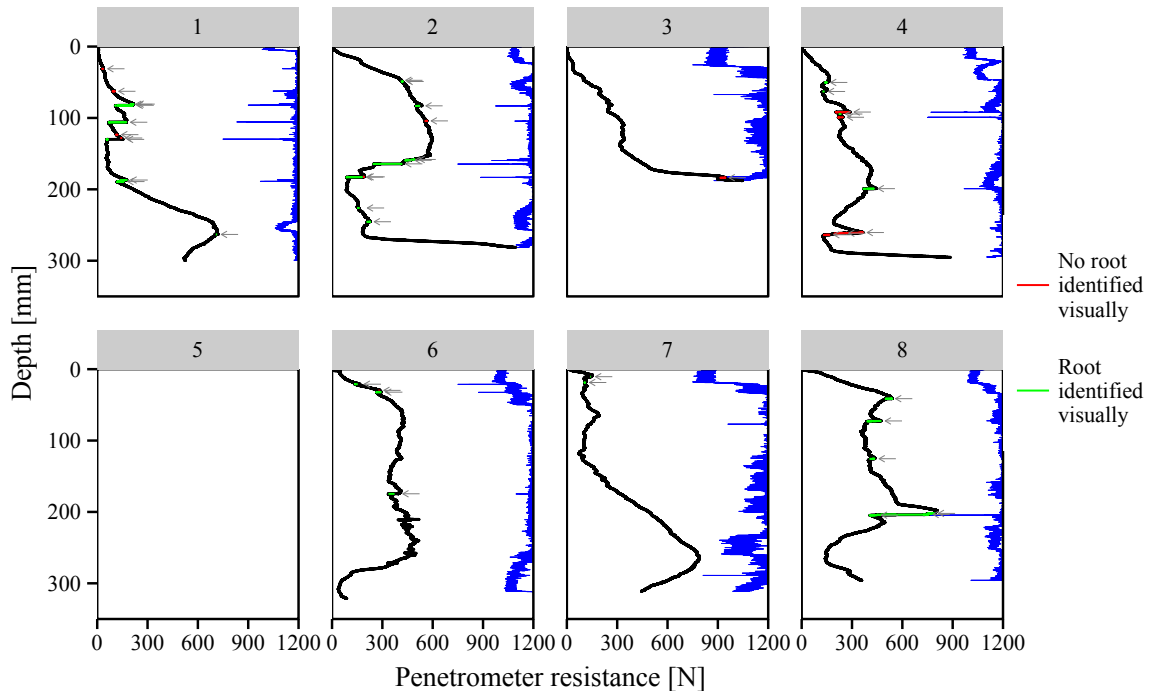 1 2 3 4
0
100
200
300
5 6 7 8
0
100
200
300
0 300 600 900 1200 0 300 600 900 1200 0 300 600 900 1200 0 300 600 900 1200
Penetrometer resistance [N]
Depth [mm]
No root
identified
visually
Root
identified
visually